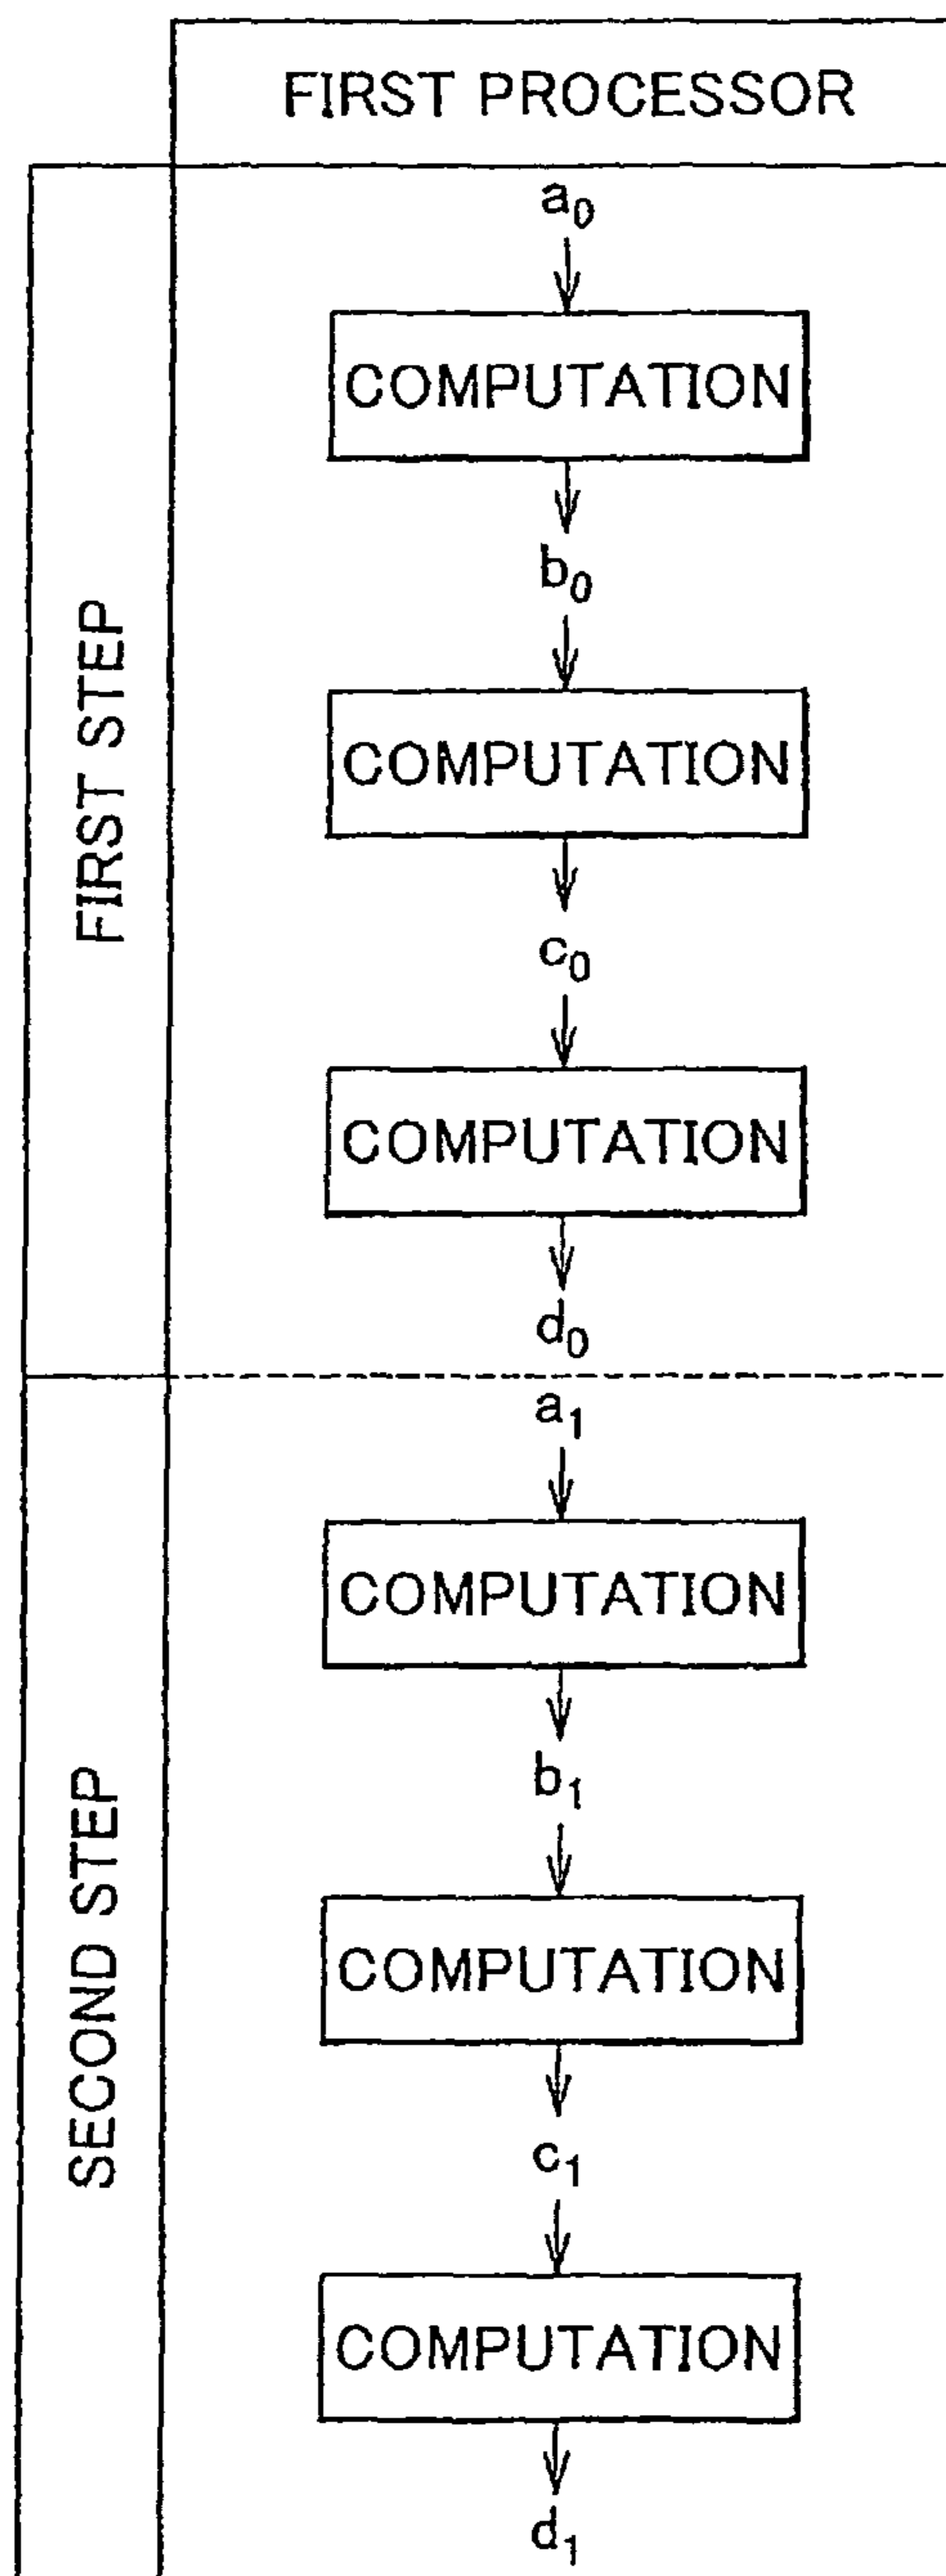 FIRST PROCESSOR
FIRST STEP
a₀
COMPUTATION
b₀
COMPUTATION
c₀
COMPUTATION
d₀
SECOND STEP
a₁
COMPUTATION
b₁
COMPUTATION
c₁
COMPUTATION
d₁